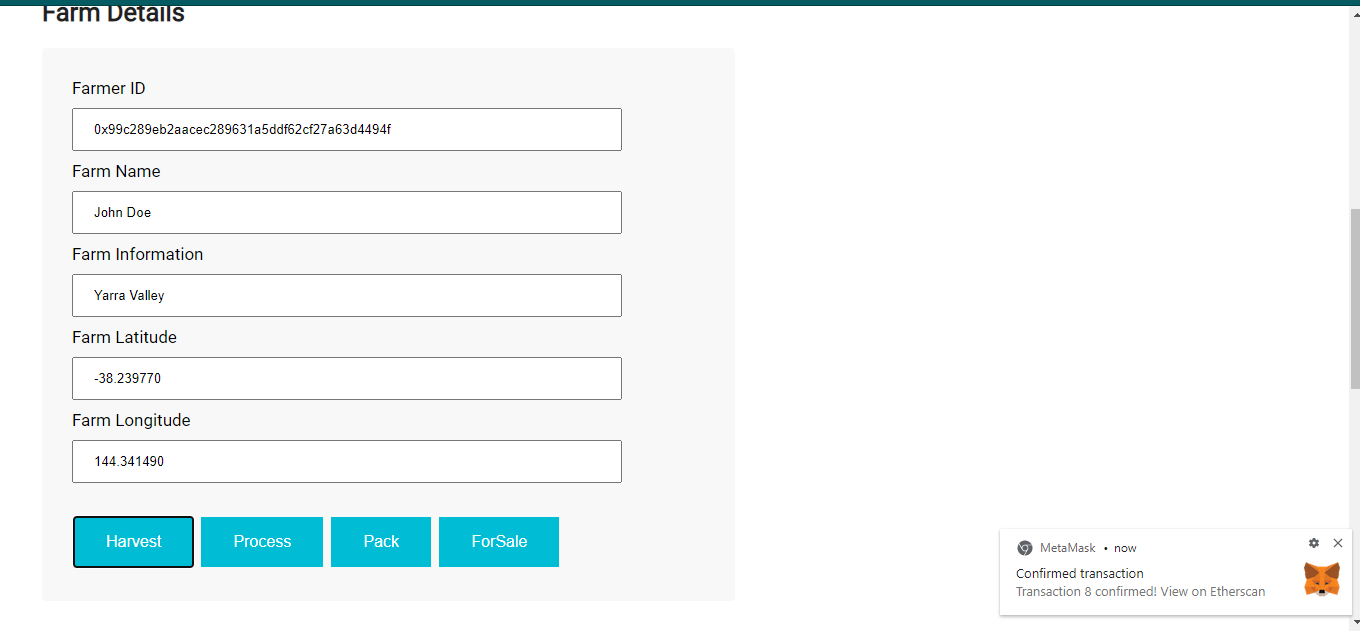 Farm Details
Farmer ID
0x99c289eb2aacec289631a5ddf62cf27a63d4494f
Farm Name
John Doe
Farm Information
Yarra Valley
Farm Latitude
-38.239770
Farm Longitude
144.341490
Harvest Process Pack ForSale
MetaMask • now
Confirmed transaction
Transaction 8 confirmed! View on Etherscan